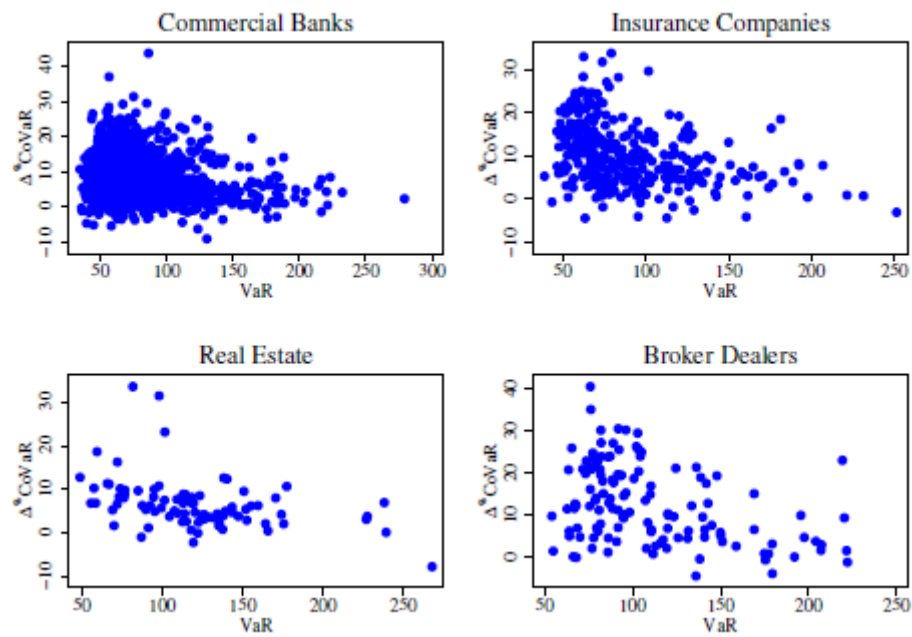 Commercial Banks
Δ$CoVaR
40
30
20
10
0
−10
50 100 150 200 250 300
VaR
Insurance Companies
Δ$CoVaR
30
20
10
0
−10
50 100 150 200 250
VaR
Real Estate
Δ$CoVaR
30
20
10
0
−10
50 100 150 200 250
VaR
Broker Dealers
Δ$CoVaR
40
30
20
10
0
50 100 150 200 250
VaR